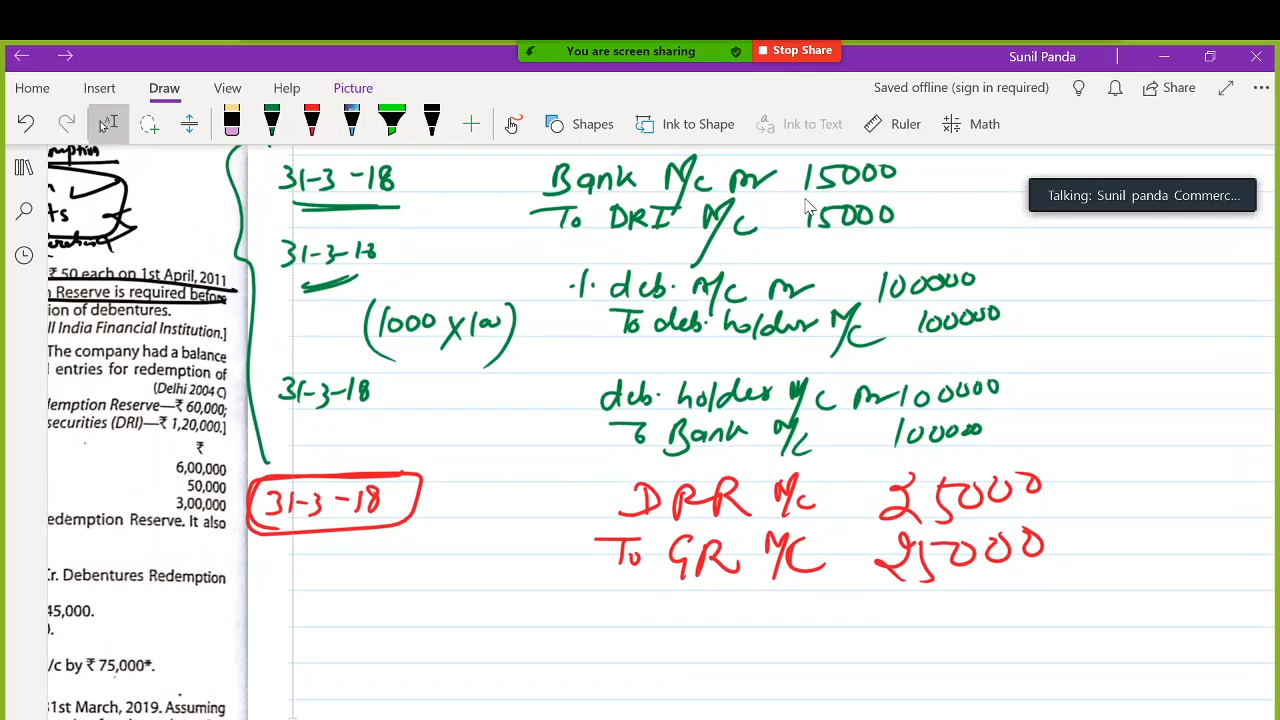 You are screen sharing
Stop Share
Sunil Panda
Home Insert Draw View Help Picture
Saved offline (sign in required)
Share
Shapes
Ink to Shape
Ink to Text
Ruler
Math
Talking: Sunil panda Commerc...
₹ 50 each on 1st April, 2011
n Reserve is required before
ion of debentures.
ll India Financial Institution.]
The company had a balance
l entries for redemption of
(Delhi 2004 C)
demption Reserve—₹ 60,000;
securities (DRI)—₹ 1,20,000.]
₹
6,00,000
50,000
3,00,000
edemption Reserve. It also
Cr. Debentures Redemption
45,000.
).
/c by ₹ 75,000*.
31st March, 2019. Assuming
31-3-18 Bank A/c Dr 15000
To DRI A/c 15000
31-3-18
·/. deb. A/c Dr 100000
(1000 x 100) To deb. holder A/C 100000
31-3-18 deb. holder A/C Dr 100000
To Bank A/c 100000
31-3-18 DRR A/c 25000
To GR A/C 25000